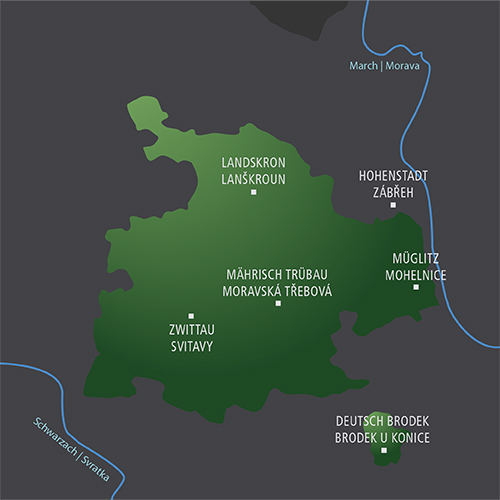 March | Morava
LANDSKRON
LANŠKROUN
HOHENSTADT
ZÁBŘEH
MÜGLITZ
MOHELNICE
MÄHRISCH TRÜBAU
MORAVSKÁ TŘEBOVÁ
ZWITTAU
SVITAVY
DEUTSCH BRODEK
BRODEK U KONICE
Schwarzach | Svratka